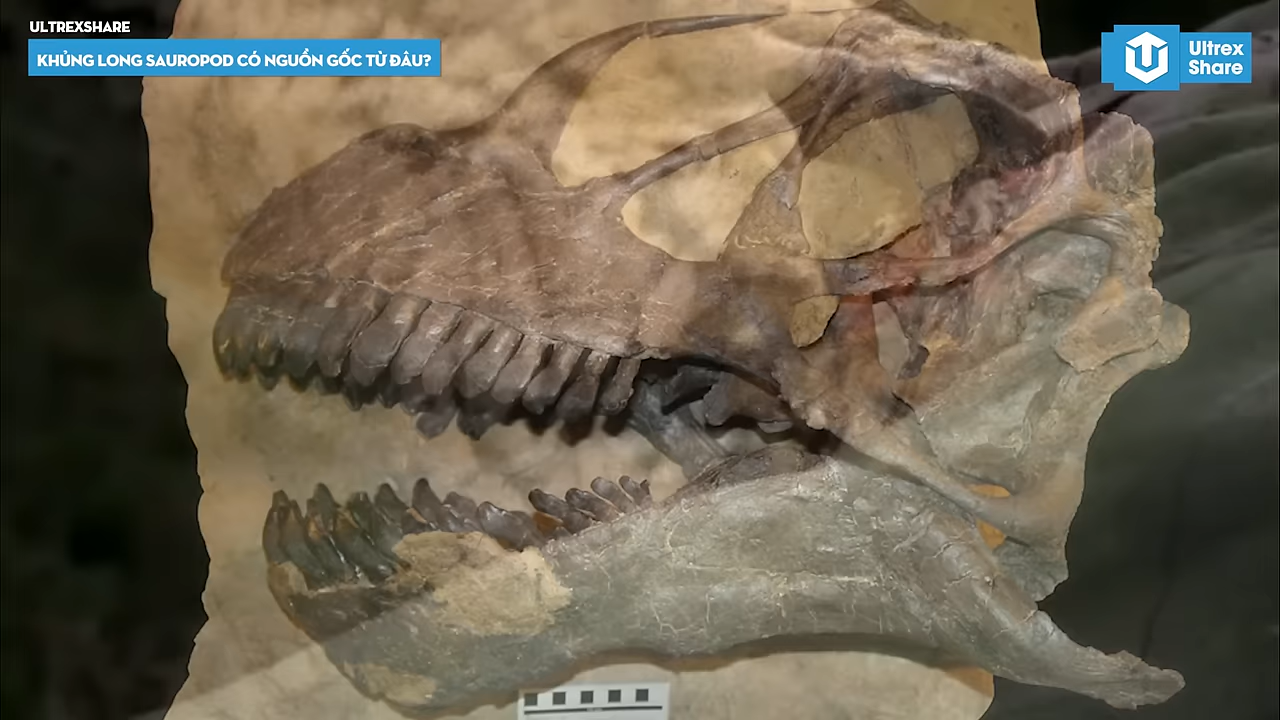 ULTREXSHARE
KHỦNG LONG SAUROPOD CÓ NGUỒN GỐC TỪ ĐÂU?
Ultrex
Share